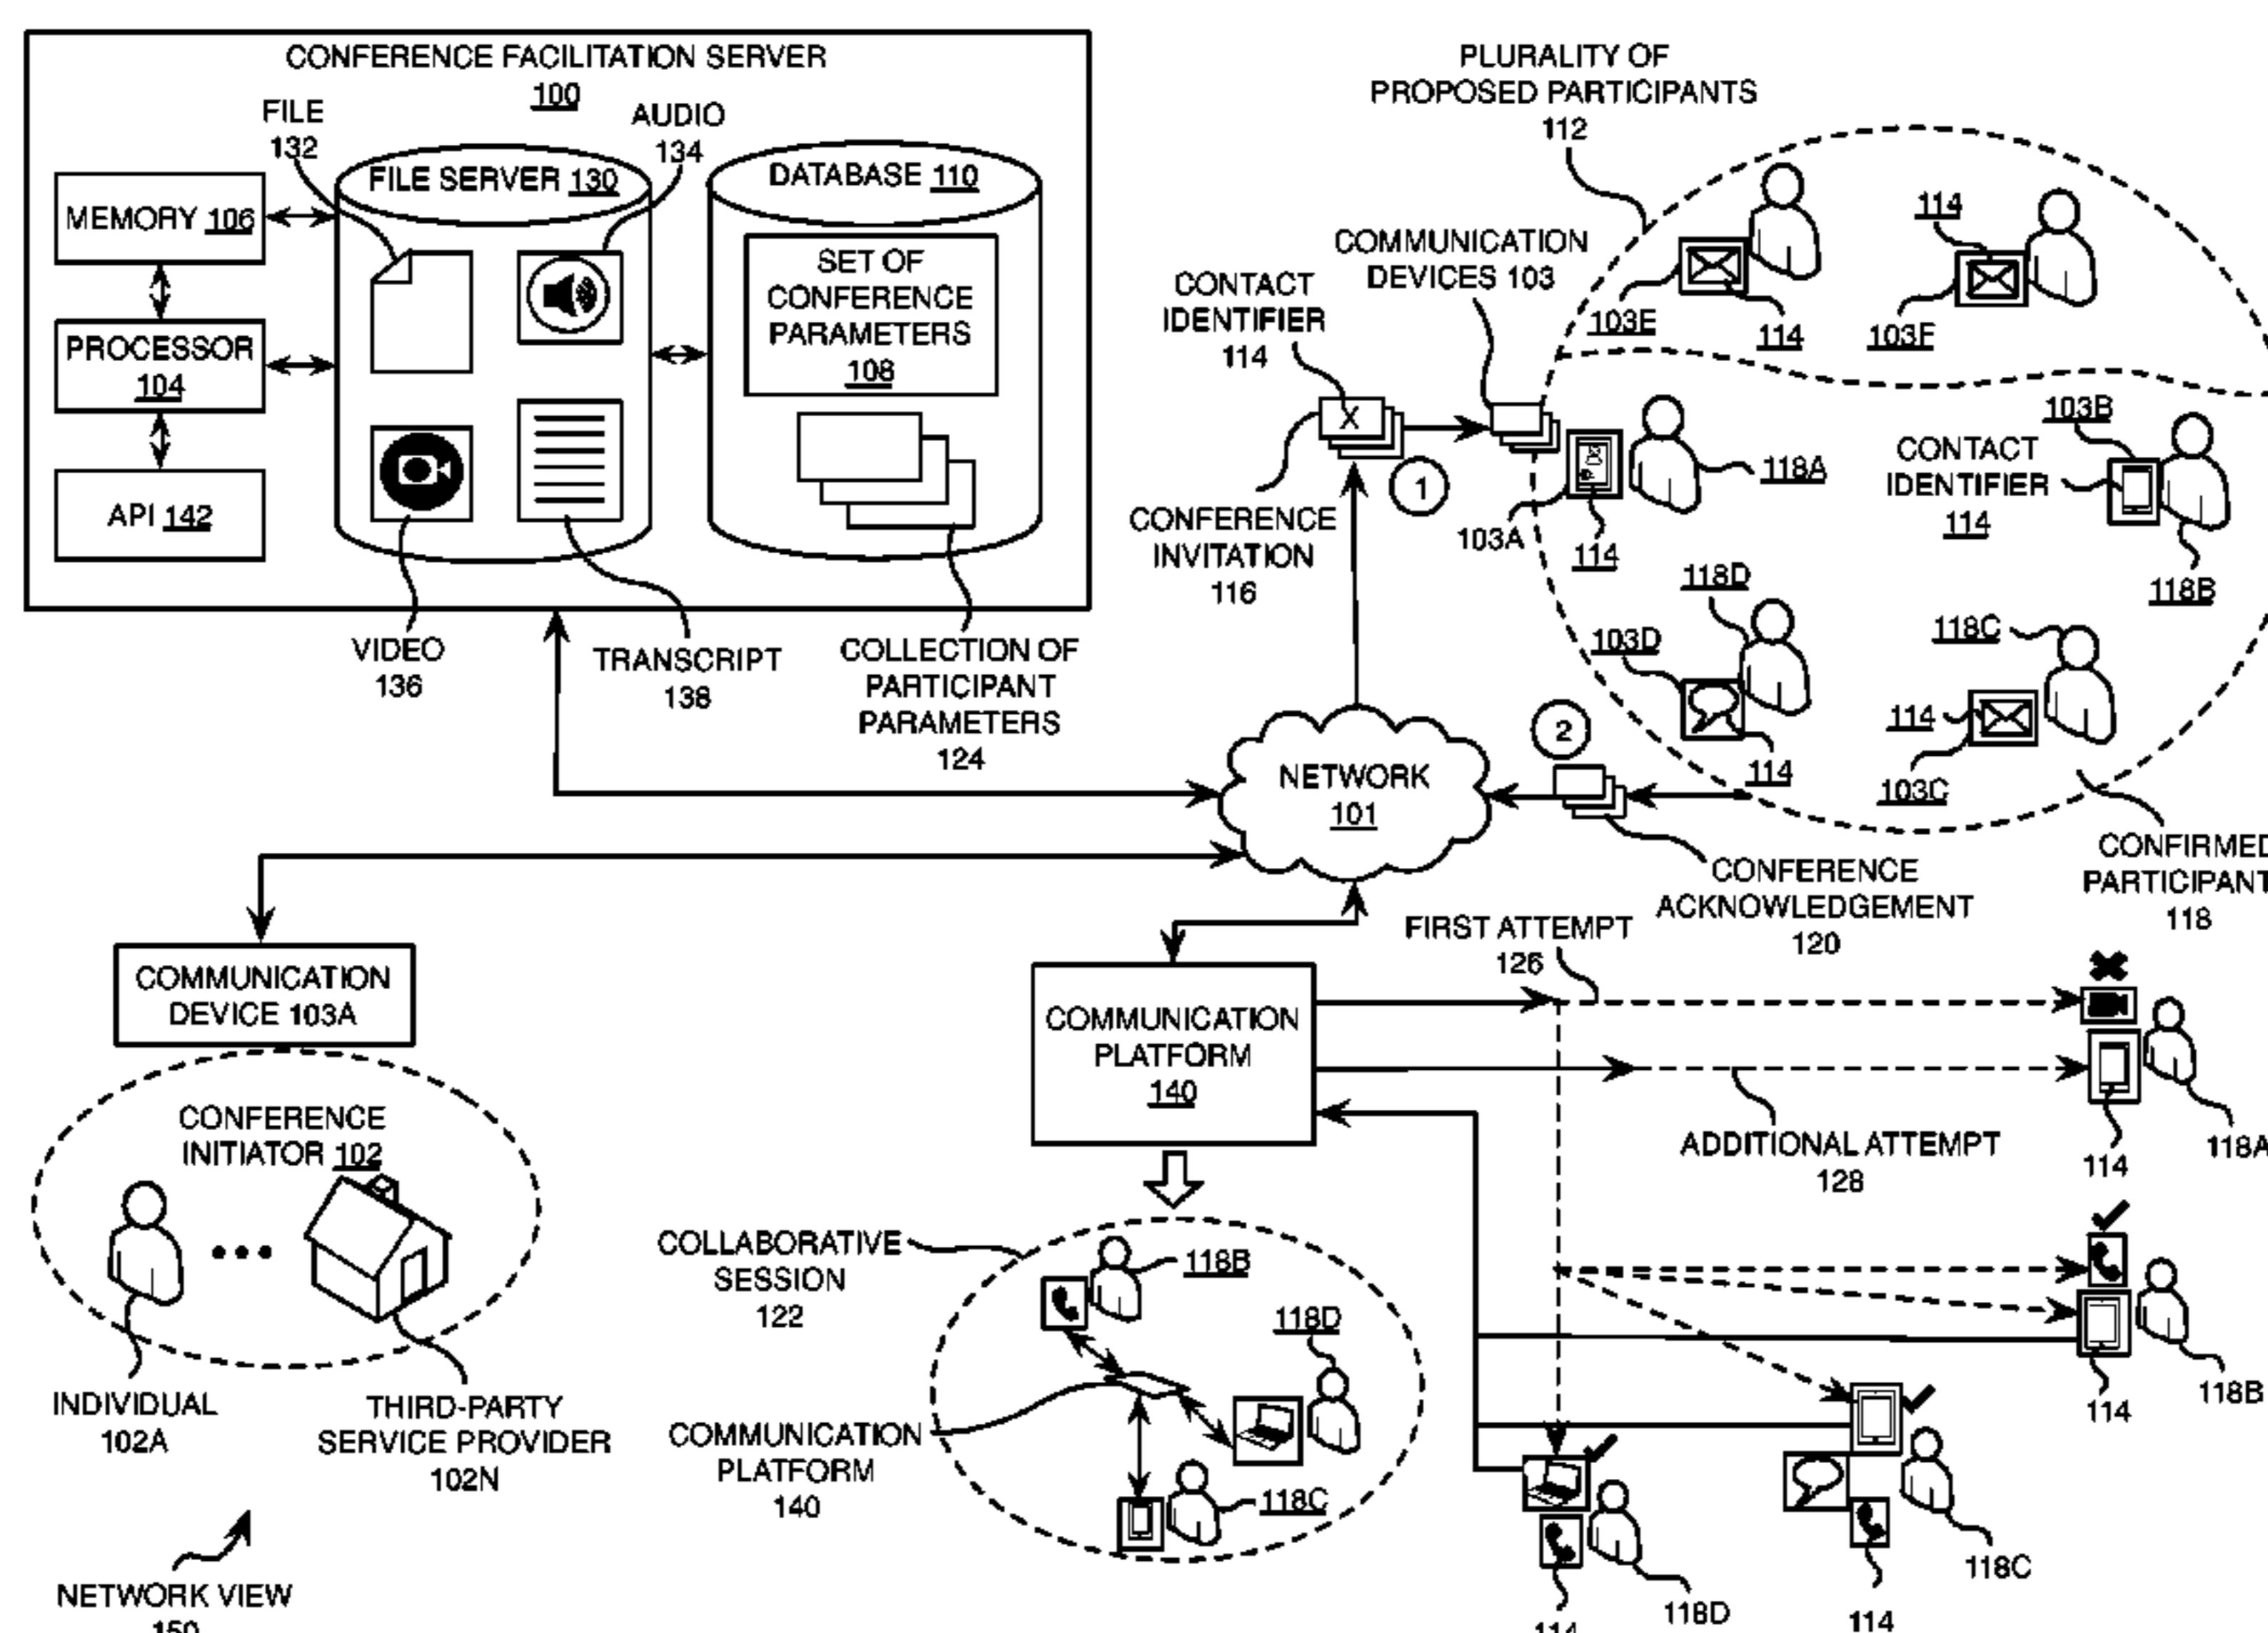 CONFERENCE FACILITATION SERVER
100
FILE
132
AUDIO
134
MEMORY 106
PROCESSOR
104
API 142
FILE SERVER 130
DATABASE 110
SET OF
CONFERENCE
PARAMETERS
108
VIDEO
136
TRANSCRIPT
138
COLLECTION OF
PARTICIPANT
PARAMETERS
124
PLURALITY OF
PROPOSED PARTICIPANTS
112
COMMUNICATION
DEVICES 103
CONTACT
IDENTIFIER
114
X
1
CONFERENCE
INVITATION
116
103E
114
114
103F
103A
114
118A
103B
CONTACT
IDENTIFIER
114
118B
118D
103D
114
118C
114
103C
2
NETWORK
101
CONFERENCE
ACKNOWLEDGEMENT
120
CONFIRMED
PARTICIPANT
118
COMMUNICATION
DEVICE 103A
CONFERENCE
INITIATOR 102
INDIVIDUAL
102A
THIRD-PARTY
SERVICE PROVIDER
102N
NETWORK VIEW
150
COMMUNICATION
PLATFORM
140
FIRST ATTEMPT
126
ADDITIONAL ATTEMPT
128
114
118A
114
118B
114
118C
114
118D
COLLABORATIVE
SESSION
122
118B
118D
118C
COMMUNICATION
PLATFORM
140